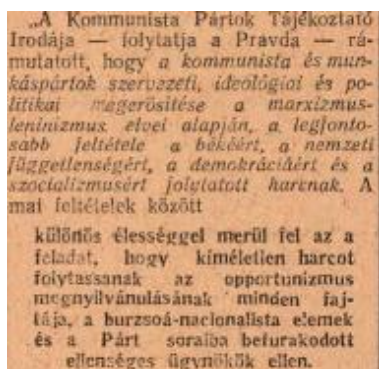 „A Kommunista Pártok Tájékoztató
Irodája — folytatja a Pravda — rá-
mutatott, hogy a kommunista és mun-
káspártok szervezeti, ideológiai és po-
litikai megerősítése a marxizmus-
leninizmus elvei alapján, a legfonto-
sabb feltétele a békéért, a nemzeti
függetlenségért, a demokráciáért és a
szocializmusért folytatott harcnak. A
mai feltételek között
különös élességgel merül fel az a
feladat, hogy kíméletlen harcot
folytassanak az opportunizmus
megnyilvánulásának minden faj-
tája, a burzsoá-nacionalista elemek
és a Párt soraiba befurakodott
ellenséges ügynökök ellen.